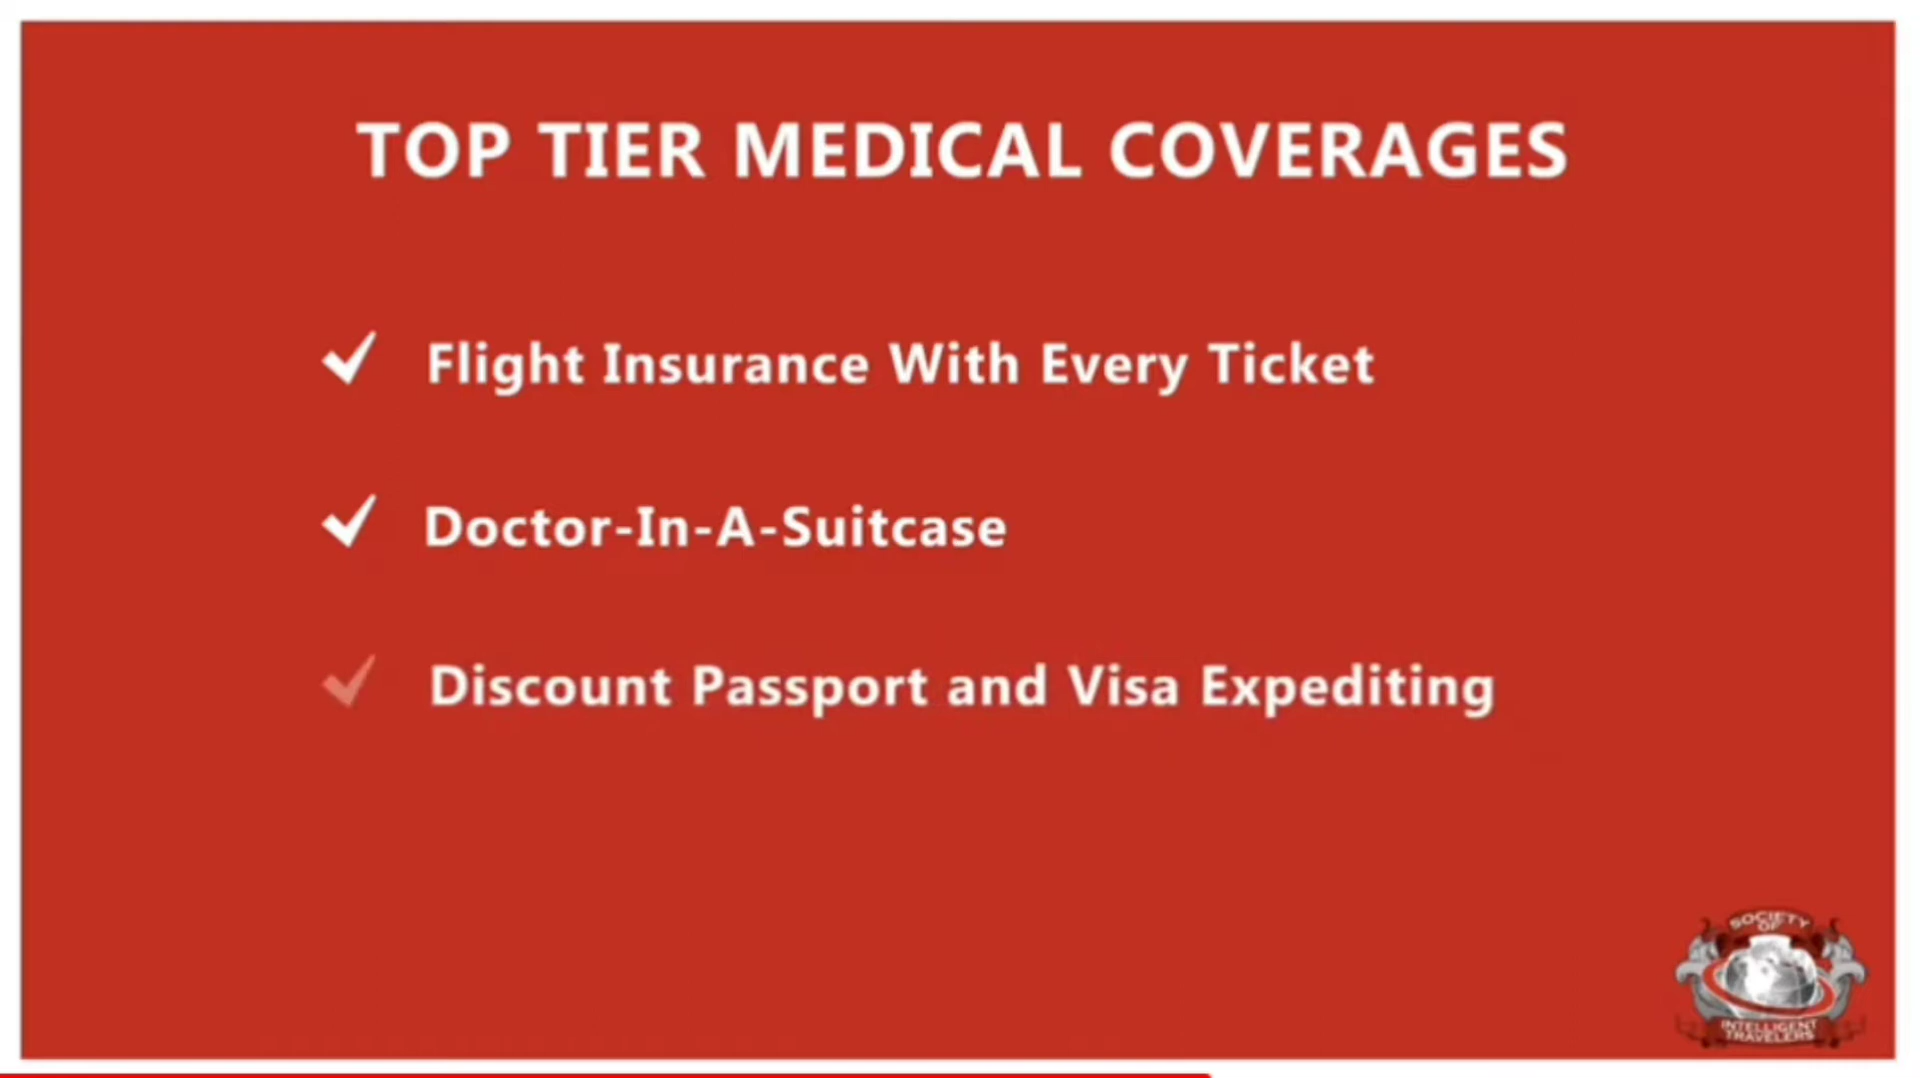 TOP TIER MEDICAL COVERAGES
Flight Insurance With Every Ticket
Doctor-In-A-Suitcase
Discount Passport and Visa Expediting
SOCIETY
OF
INTELLIGENT
TRAVELERS